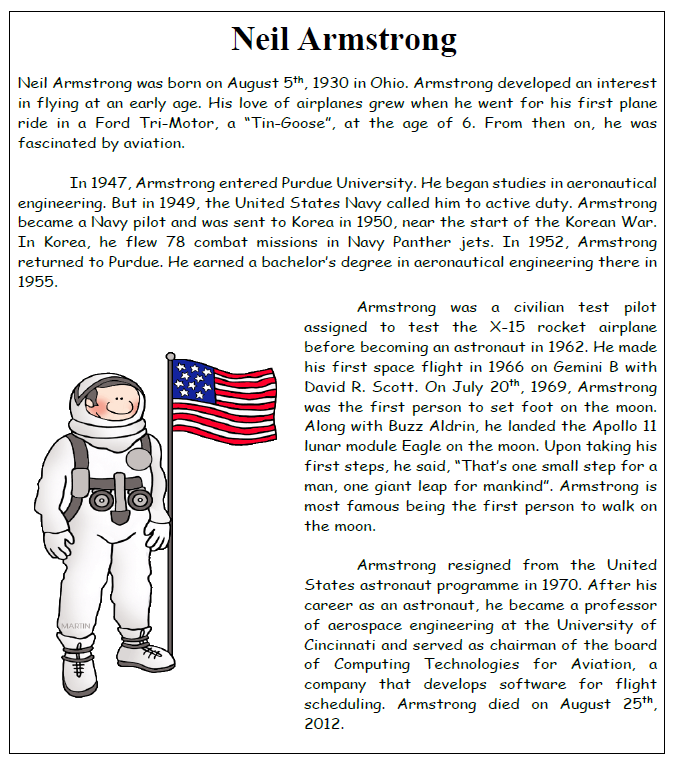 Neil Armstrong
Neil Armstrong was born on August 5th, 1930 in Ohio. Armstrong developed an interest
in flying at an early age. His love of airplanes grew when he went for his first plane
ride in a Ford Tri-Motor, a “Tin-Goose”, at the age of 6. From then on, he was
fascinated by aviation.
In 1947, Armstrong entered Purdue University. He began studies in aeronautical
engineering. But in 1949, the United States Navy called him to active duty. Armstrong
became a Navy pilot and was sent to Korea in 1950, near the start of the Korean War.
In Korea, he flew 78 combat missions in Navy Panther jets. In 1952, Armstrong
returned to Purdue. He earned a bachelor’s degree in aeronautical engineering there in
1955.
Armstrong was a civilian test pilot
assigned to test the X-15 rocket airplane
before becoming an astronaut in 1962. He made
his first space flight in 1966 on Gemini B with
David R. Scott. On July 20th, 1969, Armstrong
was the first person to set foot on the moon.
Along with Buzz Aldrin, he landed the Apollo 11
lunar module Eagle on the moon. Upon taking his
first steps, he said, “That’s one small step for a
man, one giant leap for mankind”. Armstrong is
most famous being the first person to walk on
the moon.
Armstrong resigned from the United
States astronaut programme in 1970. After his
career as an astronaut, he became a professor
of aerospace engineering at the University of
Cincinnati and served as chairman of the board
of Computing Technologies for Aviation, a
company that develops software for flight
scheduling. Armstrong died on August 25th,
2012.
MARTIN